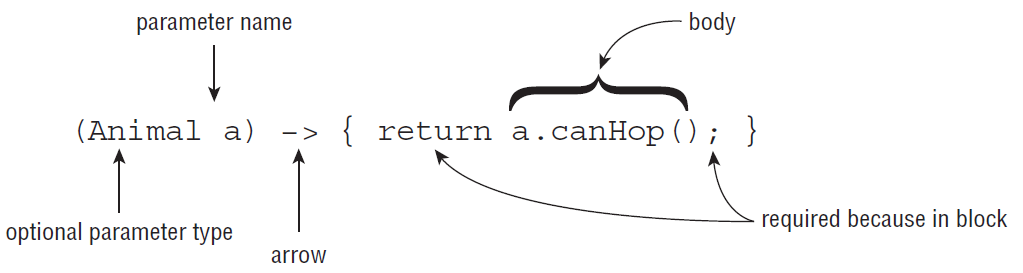 parameter name
body
(Animal a) -> { return a.canHop(); }
optional parameter type
required because in block
arrow